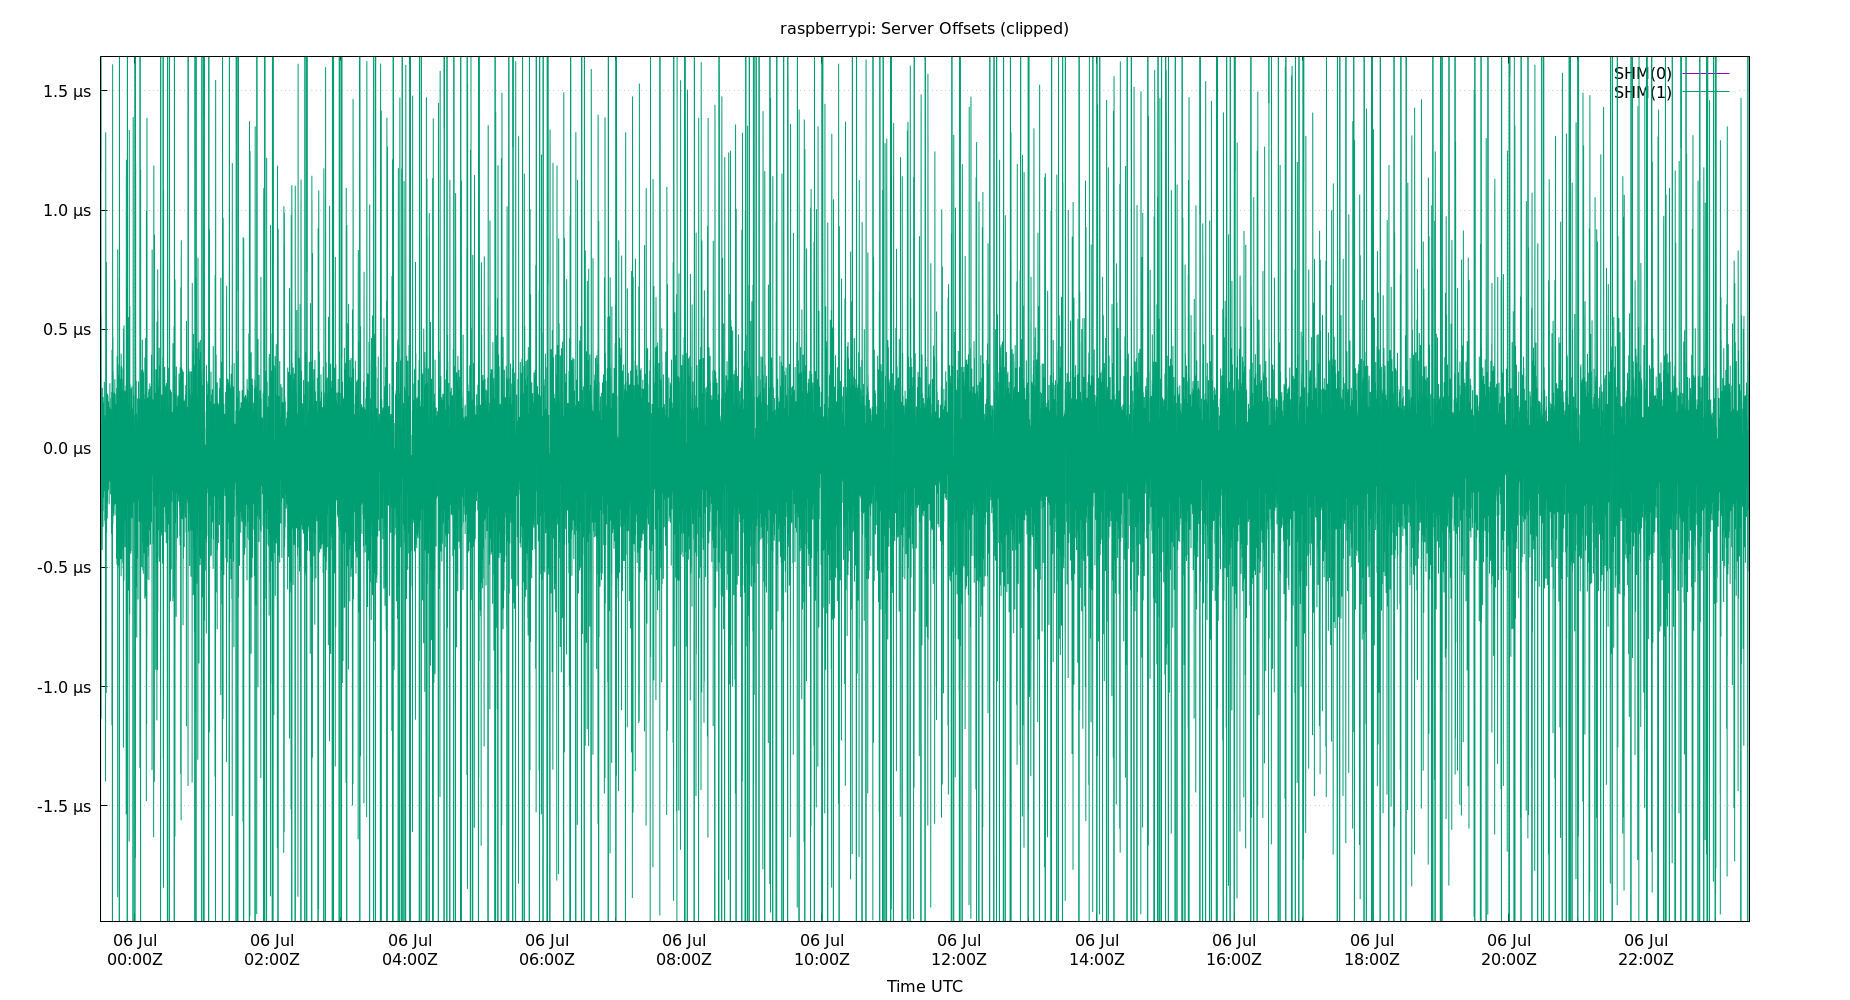 raspberrypi: Server Offsets (clipped)
SHM(0)
SHM(1)
1.5 µs
1.0 µs
0.5 µs
0.0 µs
-0.5 µs
-1.0 µs
-1.5 µs
06 Jul 06 Jul 06 Jul 06 Jul 06 Jul 06 Jul 06 Jul 06 Jul 06 Jul 06 Jul 06 Jul 06 Jul
00:00Z 02:00Z 04:00Z 06:00Z 08:00Z 10:00Z 12:00Z 14:00Z 16:00Z 18:00Z 20:00Z 22:00Z
Time UTC